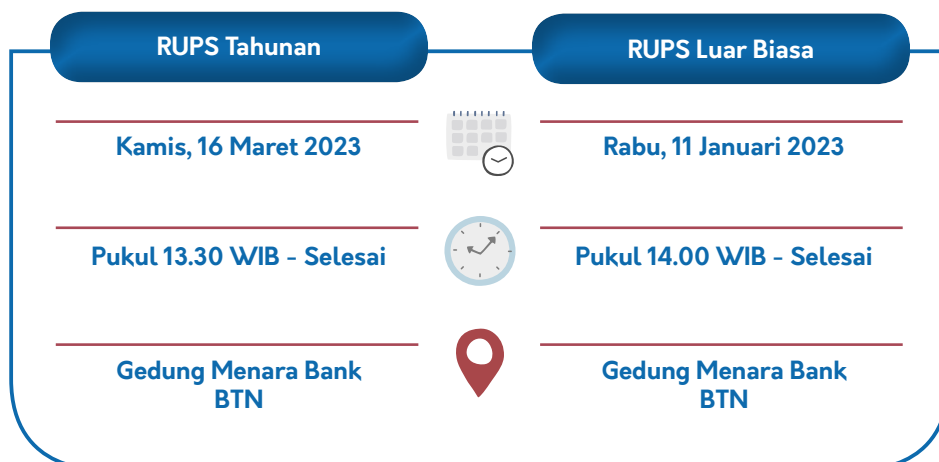 RUPS Tahunan
RUPS Luar Biasa
Kamis, 16 Maret 2023
Rabu, 11 Januari 2023
Pukul 13.30 WIB - Selesai
Pukul 14.00 WIB - Selesai
Gedung Menara Bank
BTN
Gedung Menara Bank
BTN